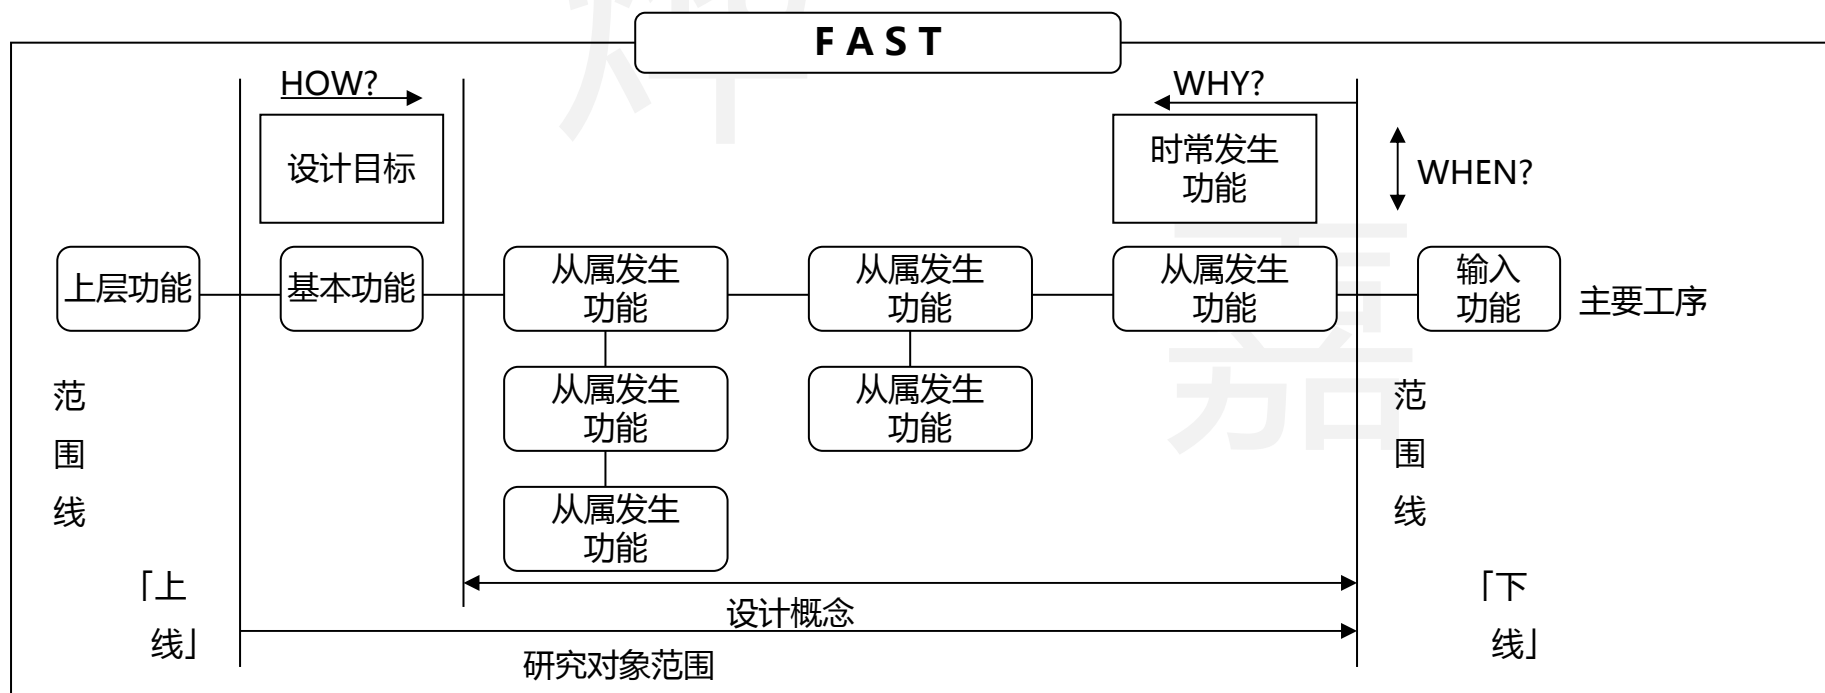 FAST
HOW?
WHY?
设计目标
时常发生
功能
WHEN?
上层功能
基本功能
从属发生
功能
从属发生
功能
从属发生
功能
输入
功能
主要工序
从属发生
功能
从属发生
功能
从属发生
功能
范
围
线
范
围
线
「上
线」
「下
线」
设计概念
研究对象范围
嘉